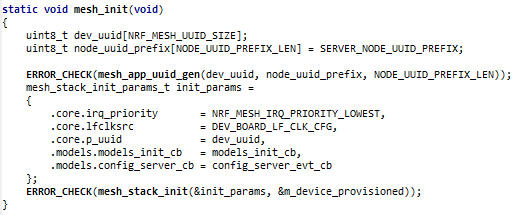 static void mesh_init(void)
{
    uint8_t dev_uuid[NRF_MESH_UUID_SIZE];
    uint8_t node_uuid_prefix[NODE_UUID_PREFIX_LEN] = SERVER_NODE_UUID_PREFIX;

    ERROR_CHECK(mesh_app_uuid_gen(dev_uuid, node_uuid_prefix, NODE_UUID_PREFIX_LEN));
    mesh_stack_init_params_t init_params =
    {
        .core.irq_priority       = NRF_MESH_IRQ_PRIORITY_LOWEST,
        .core.lfclksrc           = DEV_BOARD_LF_CLK_CFG,
        .core.p_uuid             = dev_uuid,
        .models.models_init_cb   = models_init_cb,
        .models.config_server_cb = config_server_evt_cb
    };
    ERROR_CHECK(mesh_stack_init(&init_params, &m_device_provisioned));
}